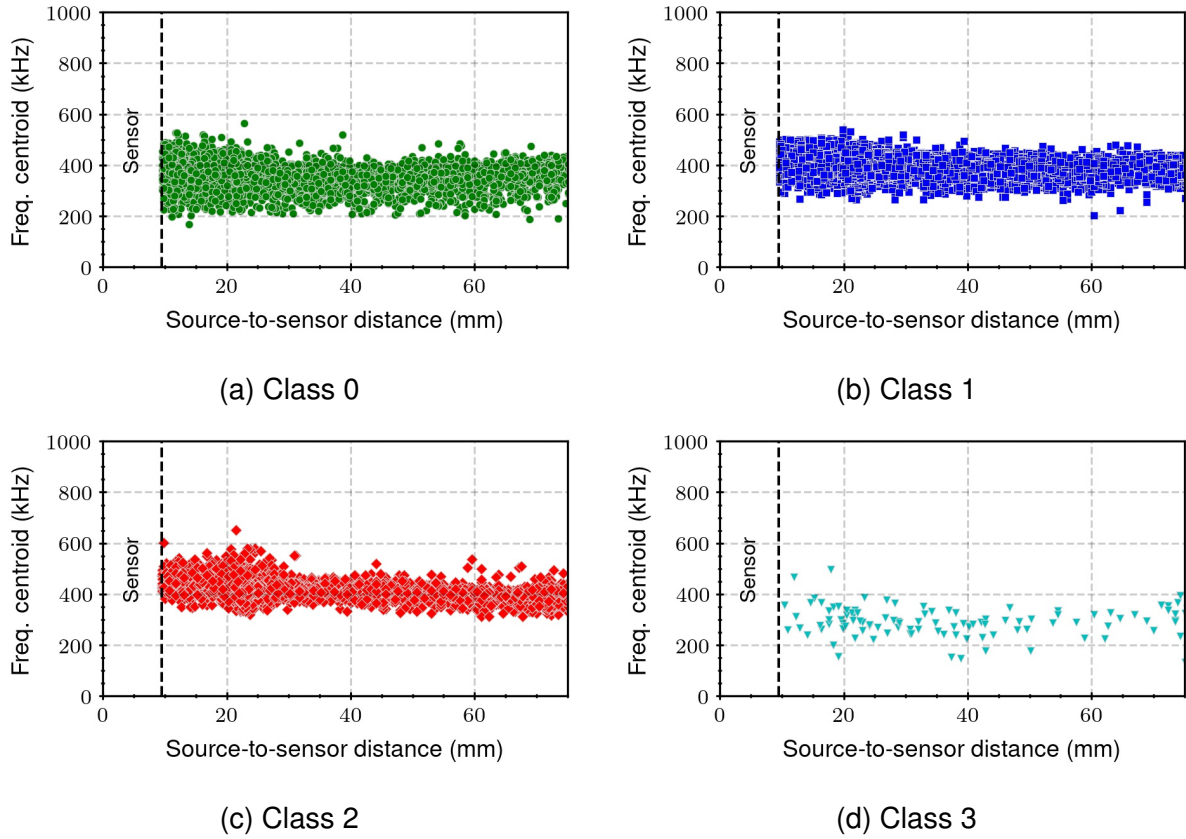 1000
800
600
400
200
0
Freq. centroid (kHz)
Sensor
0 20 40 60
Source-to-sensor distance (mm)
(a) Class 0
1000
800
600
400
200
0
Freq. centroid (kHz)
Sensor
0 20 40 60
Source-to-sensor distance (mm)
(b) Class 1
1000
800
600
400
200
0
Freq. centroid (kHz)
Sensor
0 20 40 60
Source-to-sensor distance (mm)
(c) Class 2
1000
800
600
400
200
0
Freq. centroid (kHz)
Sensor
0 20 40 60
Source-to-sensor distance (mm)
(d) Class 3